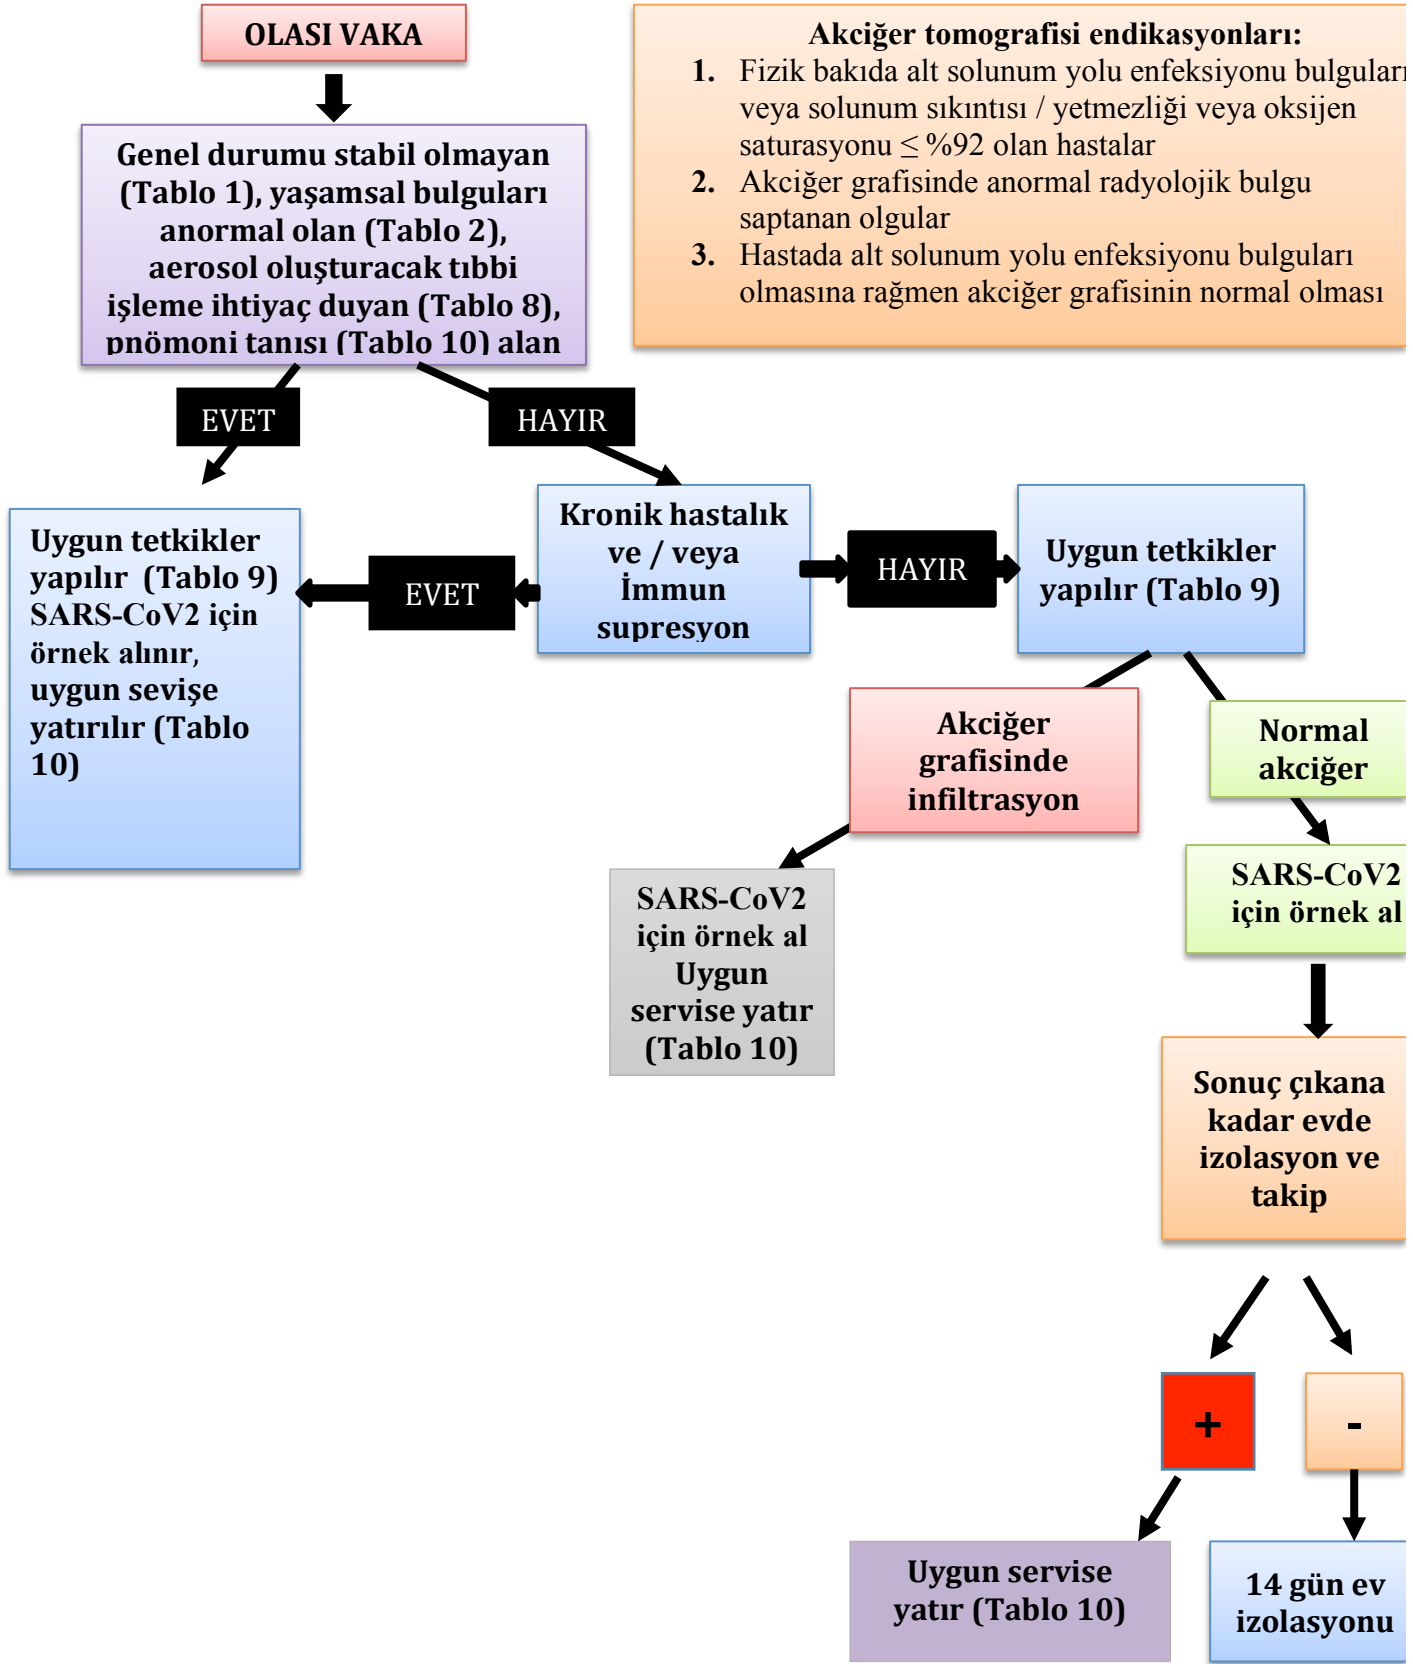 OLASI VAKA
Akciğer tomografisi endikasyonları:
1. Fizik bakıda alt solunum yolu enfeksiyonu bulguları
veya solunum sıkıntısı / yetmezliği veya oksijen
saturasyonu ≤ %92 olan hastalar
2. Akciğer grafisinde anormal radyolojik bulgu
saptanan olgular
3. Hastada alt solunum yolu enfeksiyonu bulguları
olmasına rağmen akciğer grafisinin normal olması
Genel durumu stabil olmayan
(Tablo 1), yaşamsal bulguları
anormal olan (Tablo 2),
aerosol oluşturacak tıbbi
işleme ihtiyaç duyan (Tablo 8),
pnömoni tanısı (Tablo 10) alan
EVET
HAYIR
Uygun tetkikler
yapılır (Tablo 9)
SARS-CoV2 için
örnek alınır,
uygun sevişe
yatırılır (Tablo
10)
EVET
Kronik hastalık
ve / veya
İmmun
supresyon
HAYIR
Uygun tetkikler
yapılır (Tablo 9)
Akciğer
grafisinde
infiltrasyon
Normal
akciğer
SARS-CoV2
için örnek al
Uygun
servise yatır
(Tablo 10)
SARS-CoV2
için örnek al
Sonuç çıkana
kadar evde
izolasyon ve
takip
+
-
Uygun servise
yatır (Tablo 10)
14 gün ev
izolasyonu